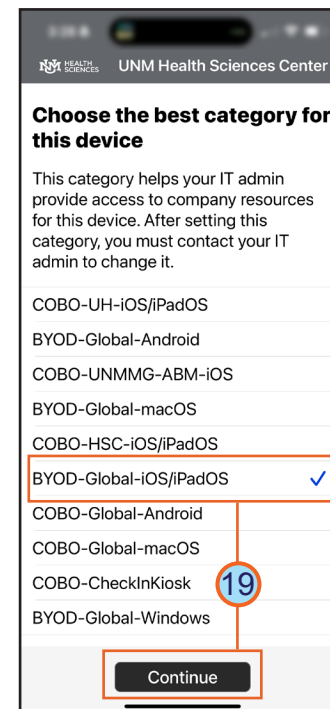 UNM HEALTH SCIENCES UNM Health Sciences Center
Choose the best category for
this device
This category helps your IT admin
provide access to company resources
for this device. After setting this
category, you must contact your IT
admin to change it.
COBO-UH-iOS/iPadOS
BYOD-Global-Android
COBO-UNMMG-ABM-iOS
BYOD-Global-macOS
COBO-HSC-iOS/iPadOS
BYOD-Global-iOS/iPadOS
COBO-Global-Android
COBO-Global-macOS
COBO-CheckInKiosk
19
BYOD-Global-Windows
Continue